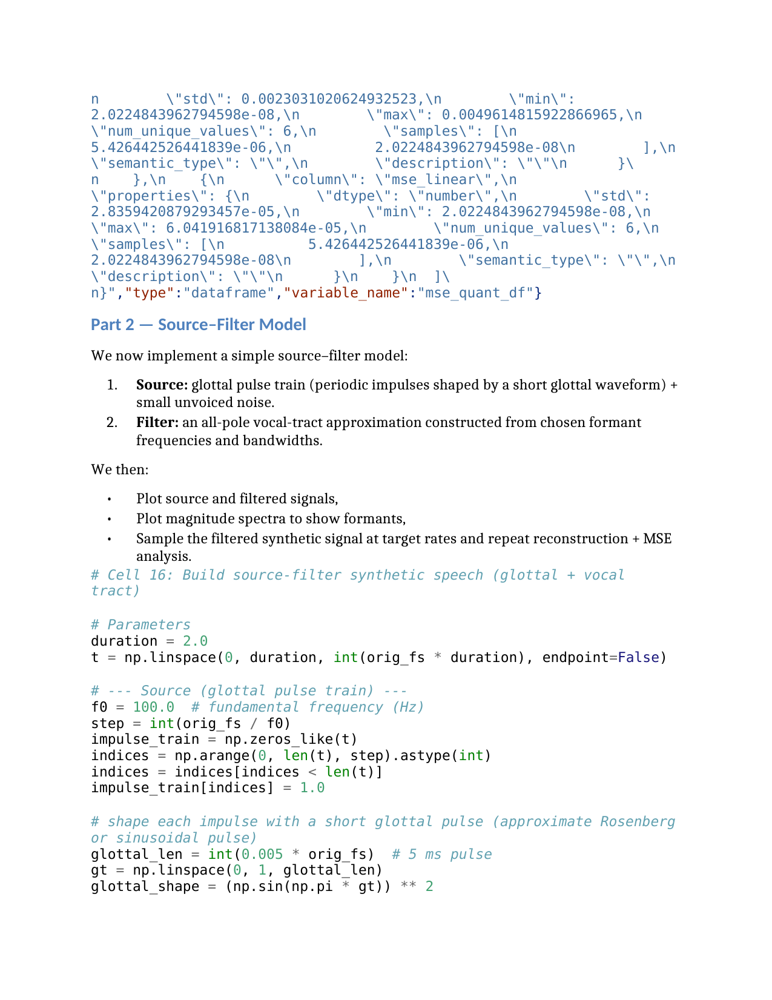 n        \"std\": 0.0023031020624932523,\n        \"min\":
2.0224843962794598e-08,\n        \"max\": 0.0049614815922866965,\n
\"num_unique_values\": 6,\n        \"samples\": [\n
5.426442526441839e-06,\n          2.0224843962794598e-08\n        ],\n
\"semantic_type\": \"\",\n        \"description\": \"\"\n      }\
n    },\n    {\n      \"column\": \"mse_linear\",\n
\"properties\": {\n        \"dtype\": \"number\",\n        \"std\":
2.8359420879293457e-05,\n        \"min\": 2.0224843962794598e-08,\n
\"max\": 6.041916817138084e-05,\n        \"num_unique_values\": 6,\n
\"samples\": [\n          5.426442526441839e-06,\n
2.0224843962794598e-08\n        ],\n        \"semantic_type\": \"\",\n
\"description\": \"\"\n      }\n    }\n  ]\
n}","type":"dataframe","variable_name":"mse_quant_df"}
Part 2 — Source–Filter Model
We now implement a simple source–filter model:
1. Source: glottal pulse train (periodic impulses shaped by a short glottal waveform) +
small unvoiced noise.
2. Filter: an all-pole vocal-tract approximation constructed from chosen formant
frequencies and bandwidths.
We then:
• Plot source and filtered signals,
• Plot magnitude spectra to show formants,
• Sample the filtered synthetic signal at target rates and repeat reconstruction + MSE
analysis.
# Cell 16: Build source-filter synthetic speech (glottal + vocal
tract)
# Parameters
duration = 2.0
t = np.linspace(0, duration, int(orig_fs * duration), endpoint=False)
# --- Source (glottal pulse train) ---
f0 = 100.0  # fundamental frequency (Hz)
step = int(orig_fs / f0)
impulse_train = np.zeros_like(t)
indices = np.arange(0, len(t), step).astype(int)
indices = indices[indices < len(t)]
impulse_train[indices] = 1.0
# shape each impulse with a short glottal pulse (approximate Rosenberg
or sinusoidal pulse)
glottal_len = int(0.005 * orig_fs)  # 5 ms pulse
gt = np.linspace(0, 1, glottal_len)
glottal_shape = (np.sin(np.pi * gt)) ** 2